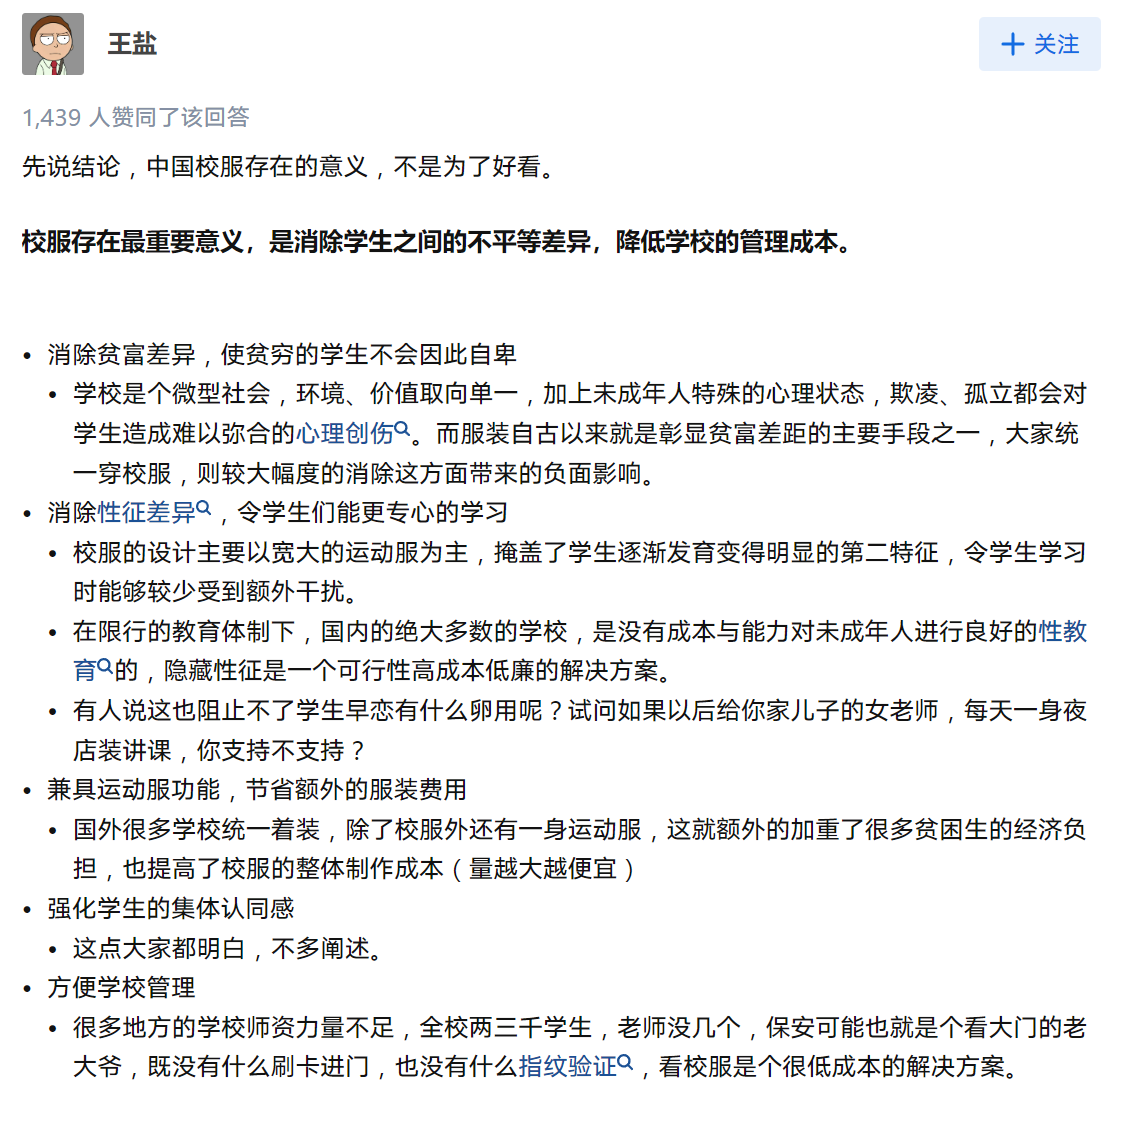 王盐
+ 关注
1,439 人赞同了该回答
先说结论，中国校服存在的意义，不是为了好看。
校服存在最重要意义，是消除学生之间的不平等差异，降低学校的管理成本。
• 消除贫富差异，使贫穷的学生不会因此自卑
• 学校是个微型社会，环境、价值取向单一，加上未成年人特殊的心理状态，欺凌、孤立都会对
学生造成难以弥合的心理创伤。而服装自古以来就是彰显贫富差距的主要手段之一，大家统
一穿校服，则较大幅度的消除这方面带来的负面影响。
• 消除性征差异，令学生们能更专心的学习
• 校服的设计主要以宽大的运动服为主，掩盖了学生逐渐发育变得明显的第二特征，令学生学习
时能够较少受到额外干扰。
• 在限行的教育体制下，国内的绝大多数的学校，是没有成本与能力对未成年人进行良好的性教
育的，隐藏性征是一个可行性高成本低廉的解决方案。
• 有人说这也阻止不了学生早恋有什么卵用呢？试问如果以后给你家儿子的女老师，每天一身夜
店装讲课，你支持不支持？
• 兼具运动服功能，节省额外的服装费用
• 国外很多学校统一着装，除了校服外还有一身运动服，这就额外的加重了很多贫困生的经济负
担，也提高了校服的整体制作成本（量越大越便宜）
• 强化学生的集体认同感
• 这点大家都明白，不多阐述。
• 方便学校管理
• 很多地方的学校师资力量不足，全校两三千学生，老师没几个，保安可能也就是个看大门的老
大爷，既没有什么刷卡进门，也没有什么指纹验证，看校服是个很低成本的解决方案。